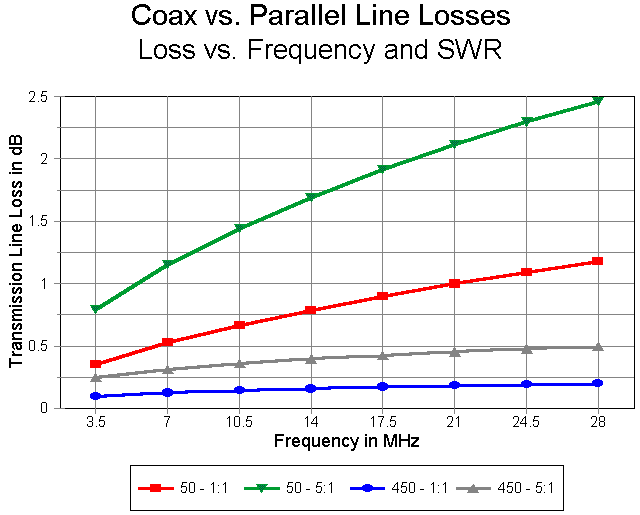 Coax vs. Parallel Line Losses
Loss vs. Frequency and SWR
Transmission Line Loss in dB
2.5
2
1.5
1
0.5
0
3.5 7 10.5 14 17.5 21 24.5 28
Frequency in MHz
50 - 1:1 50 - 5:1 450 - 1:1 450 - 5:1